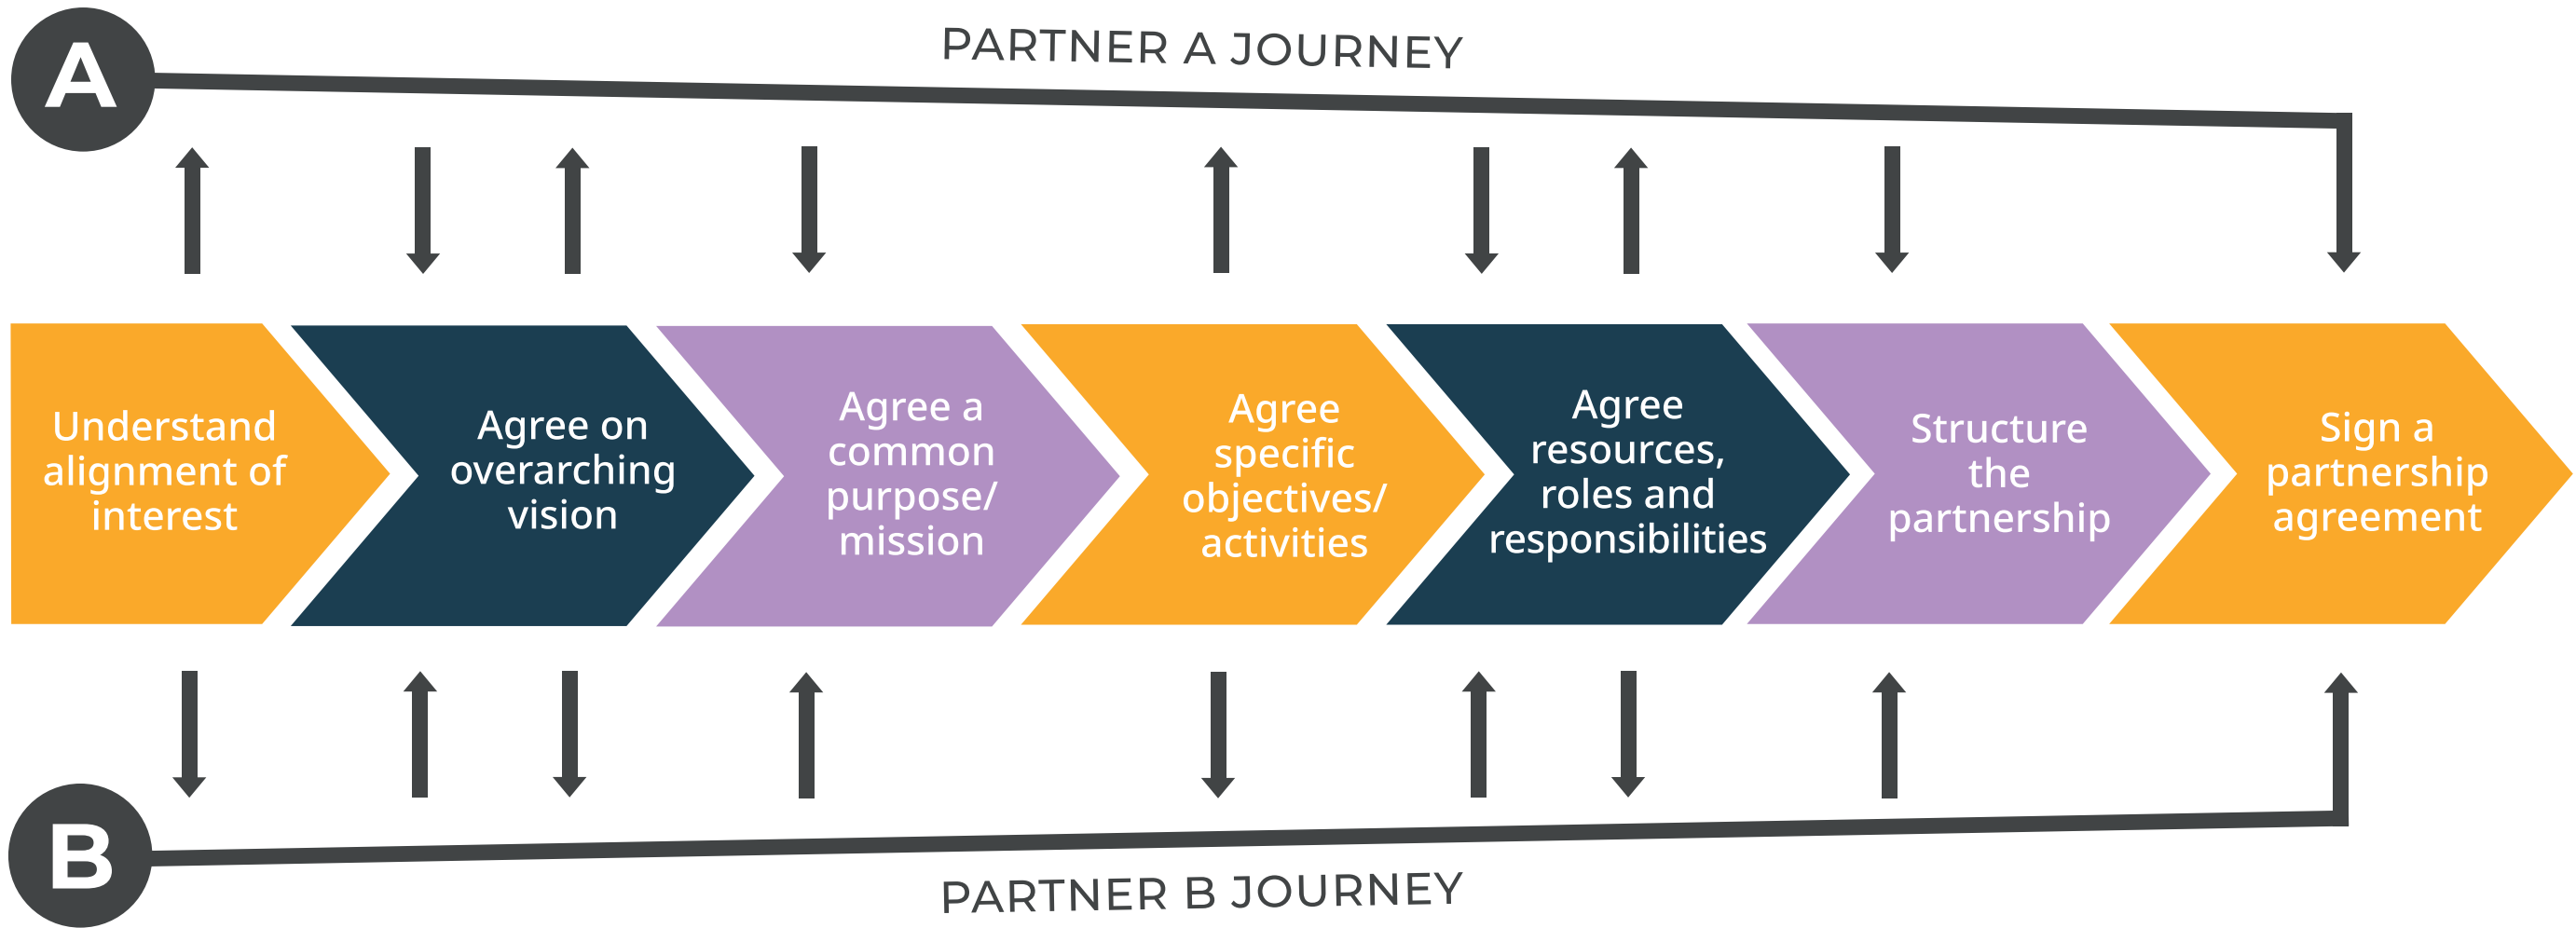 A
PARTNER A JOURNEY
Understand
alignment of
interest
Agree on
overarching
vision
Agree a
common
purpose/
mission
Agree
specific
objectives/
activities
Agree
resources,
roles and
responsibilities
Structure
the
partnership
Sign a
partnership
agreement
B
PARTNER B JOURNEY